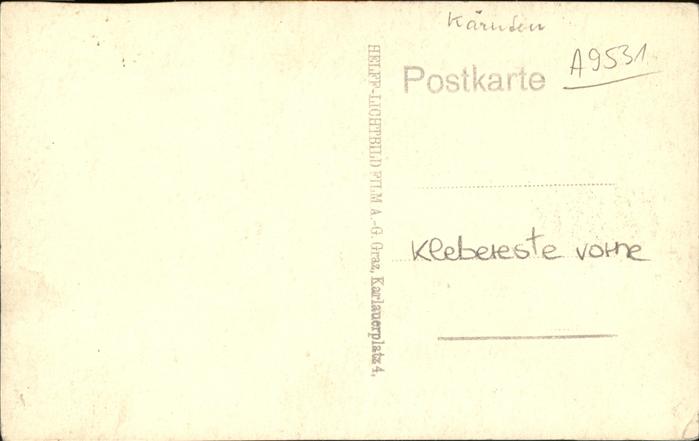 Kärnten
A9531
Postkarte
HELFF-LICHTBILD FILM A.-G. Graz, Karlauerplatz 4.
Klebereste vorne